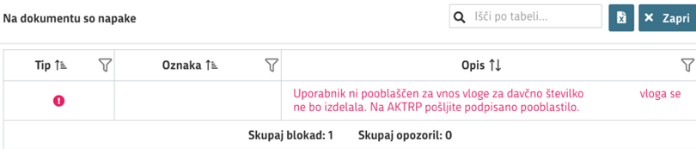 Na dokumentu so napake
Išči po tabeli...
Zapri
Tip
Oznaka
Opis
Uporabnik ni pooblaščen za vnos vloge za davčno številko vloga se
ne bo izdelala. Na AKTRP pošljite podpisano pooblastilo.
Skupaj blokad: 1 Skupaj opozoril: 0